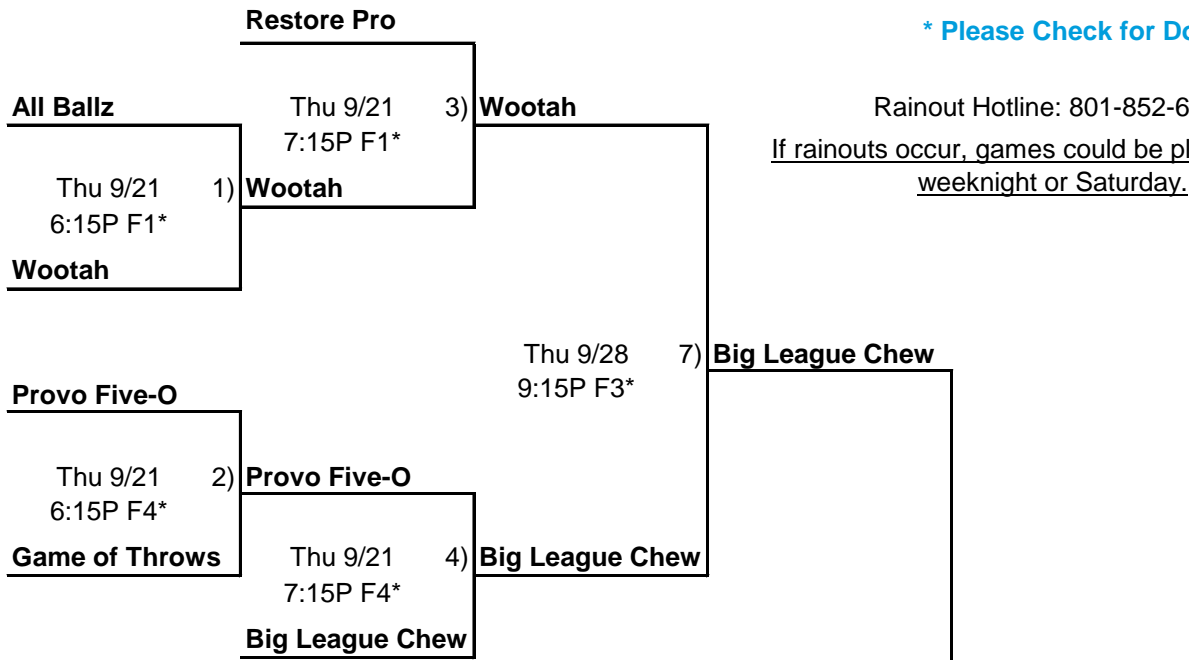 Restore Pro
* Please Check for
All Ballz
Thu 9/21 3) Wootah
Rainout Hotline: 801-852-6
7:15P F1*
If rainouts occur, games could be
Thu 9/21 1) Wootah
weeknight or Saturday.
6:15P F1*
Wootah
Thu 9/28 7) Big League Chew
9:15P F3*
Provo Five-O
Thu 9/21 2) Provo Five-O
6:15P F4*
Game of Throws
Thu 9/21 4) Big League Chew
7:15P F4*
Big League Chew